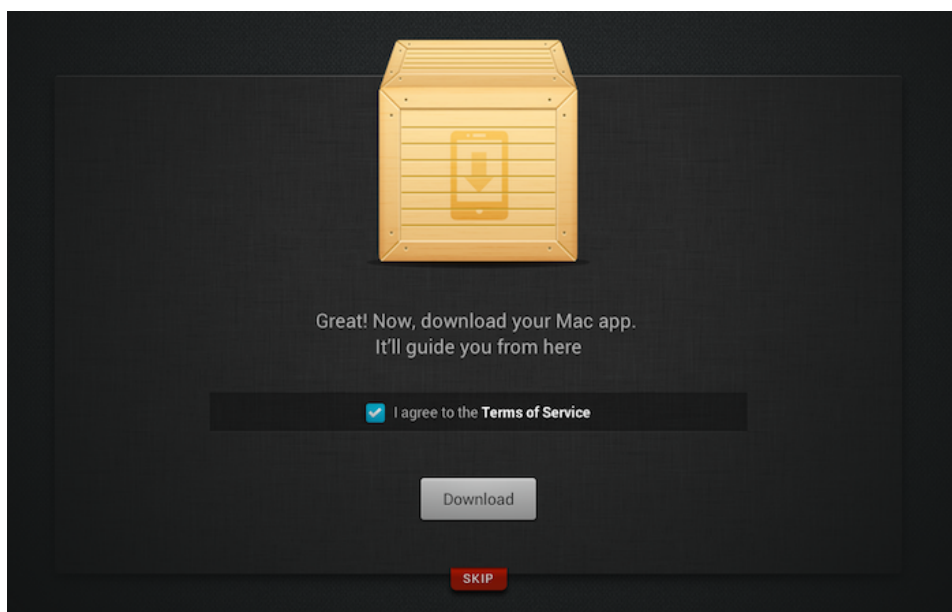 Great! Now, download your Mac app.
It'll guide you from here
I agree to the Terms of Service
Download
SKIP